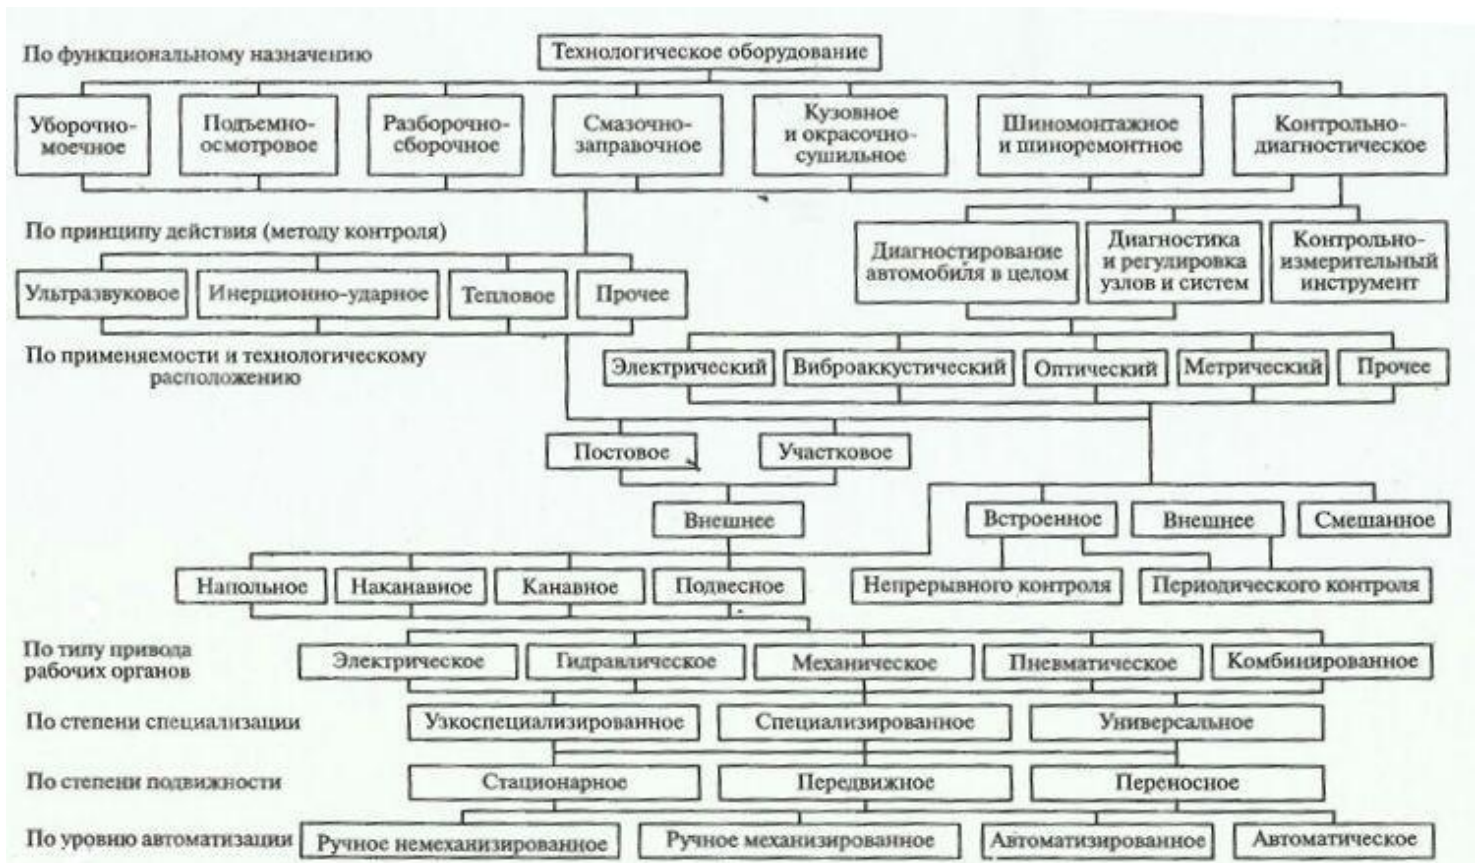 По функциональному назначению
Технологическое оборудование
Уборочно-
моечное
Подъемно-
осмотровое
Разборочно-
сборочное
Смазочно-
заправочное
Кузовное
и окрасочно-
сушильное
Шиномонтажное
и шиноремонтное
Контрольно-
диагностическое
По принципу действия (методу контроля)
Диагностирование
автомобиля в целом
Диагностика
и регулировка
узлов и систем
Контрольно-
измерительный
инструмент
Ультразвуковое
Инерционно-ударное
Тепловое
Прочее
По применяемости и технологическому
расположению
Электрический
Виброаккустический
Оптический
Метрический
Прочее
Постовое
Участковое
Внешнее
Встроенное
Внешнее
Смешанное
Напольное
Наканавное
Канавное
Подвесное
Непрерывного контроля
Периодического контроля
По типу привода
рабочих органов
Электрическое
Гидравлическое
Механическое
Пневматическое
Комбинированное
По степени специализации
Узкоспециализированное
Специализированное
Универсальное
По степени подвижности
Стационарное
Передвижное
Переносное
По уровню автоматизации
Ручное немеханизированное
Ручное механизированное
Автоматизированное
Автоматическое